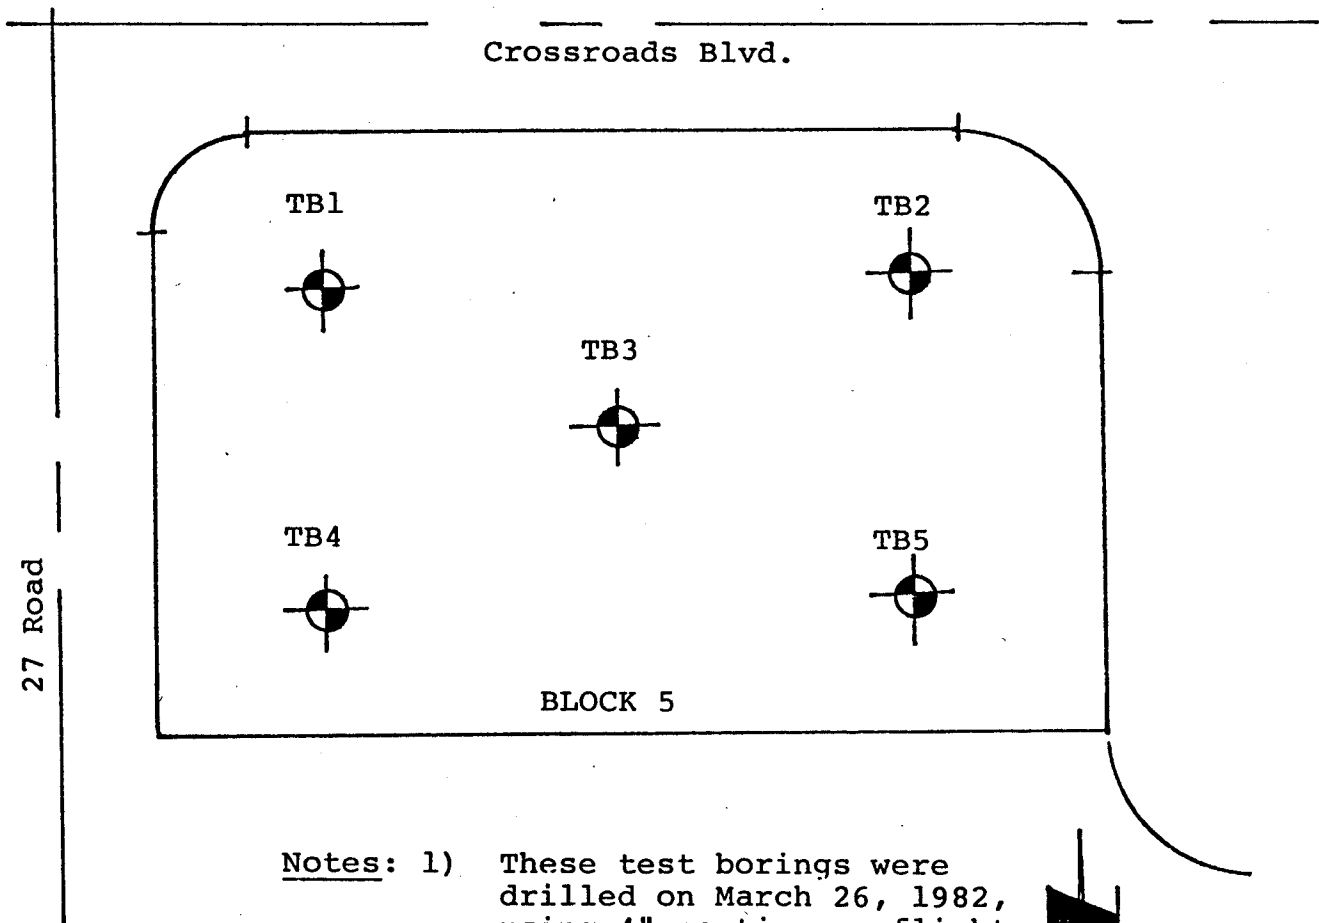 Crossroads Blvd.
TB1
TB2
TB3
TB4
TB5
27 Road
BLOCK 5
Notes: 1) These test borings were
drilled on March 26, 1982,